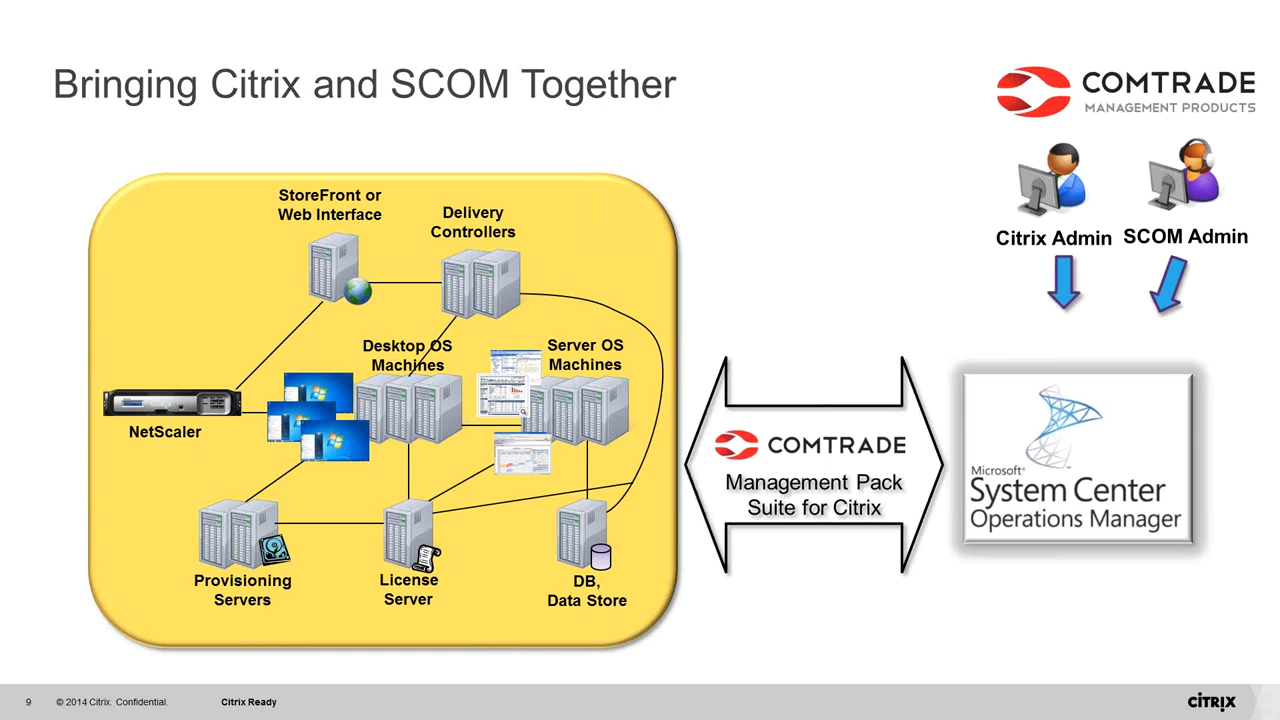 Bringing Citrix and SCOM Together
COMTRADE
MANAGEMENT PRODUCTS
Citrix Admin
SCOM Admin
StoreFront or
Web Interface
Delivery
Controllers
Desktop OS
Machines
Server OS
Machines
NetScaler
Provisioning
Servers
License
Server
DB,
Data Store
COMTRADE
Management Pack
Suite for Citrix
Microsoft®
System Center
Operations Manager
9
© 2014 Citrix. Confidential.
Citrix Ready
CITRIX